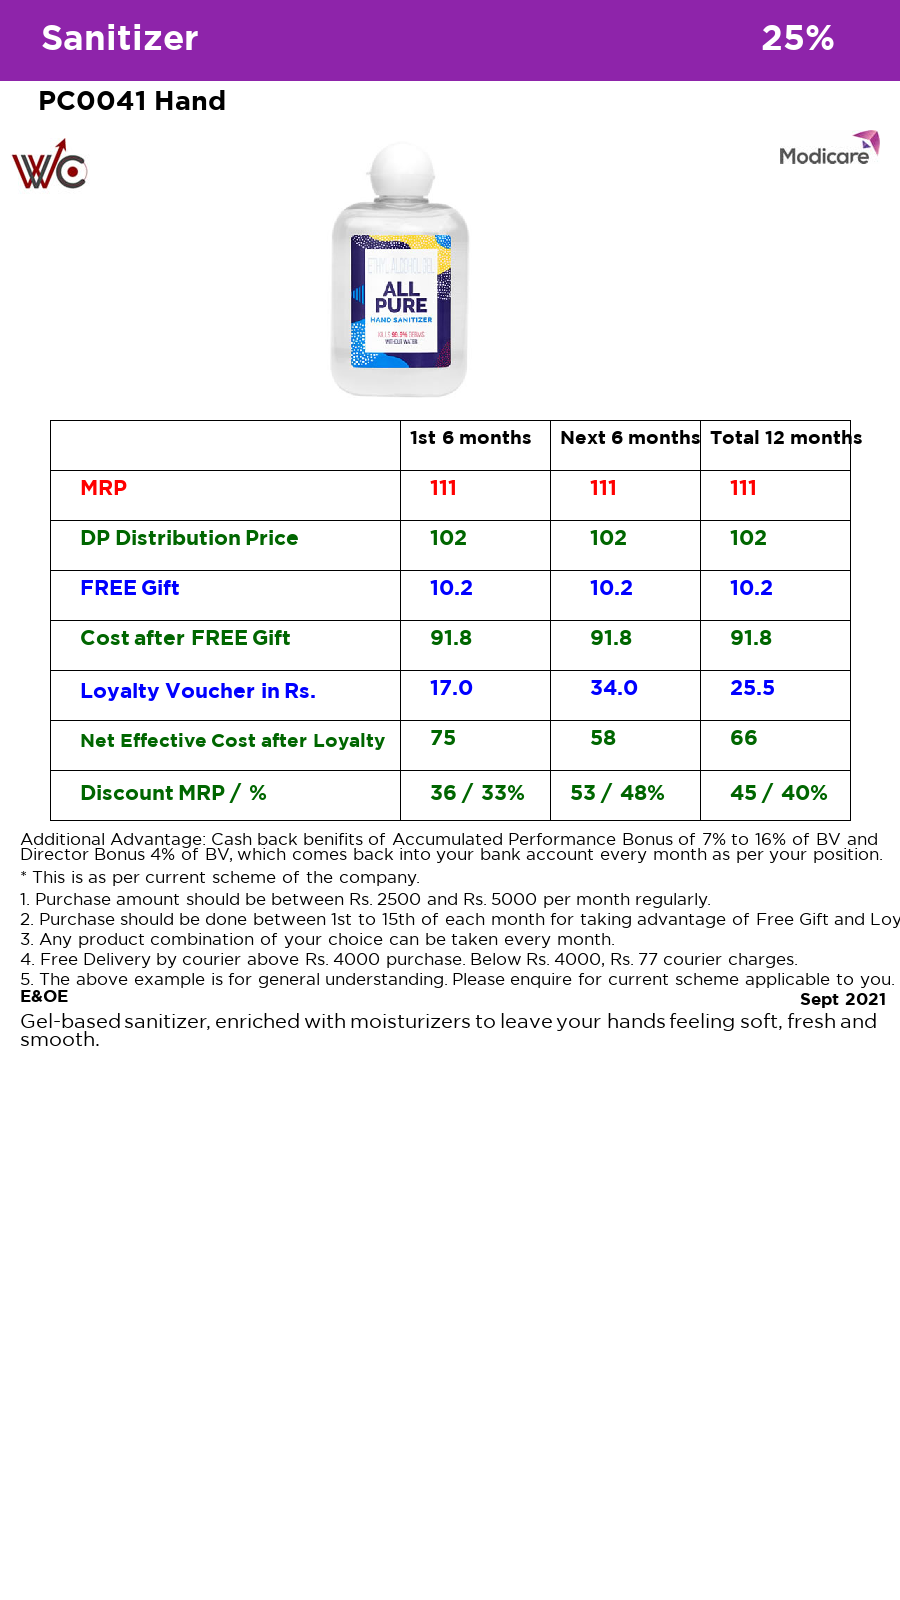 Sanitizer 25%
PC0041 Hand
WC
Modicare
ALL
PURE
HAND SANITIZER
KILLS 99.9% GERMS
WITHOUT WATER
1st 6 months Next 6 months Total 12 months
MRP 111 111 111
DP Distribution Price 102 102 102
FREE Gift 10.2 10.2 10.2
Cost after FREE Gift 91.8 91.8 91.8
Loyalty Voucher in Rs. 17.0 34.0 25.5
Net Effective Cost after Loyalty 75 58 66
Discount MRP / % 36 / 33% 53 / 48% 45 / 40%
Additional Advantage: Cash back benifits of Accumulated Performance Bonus of 7% to 16% of BV and
Director Bonus 4% of BV, which comes back into your bank account every month as per your position.
* This is as per current scheme of the company.
1. Purchase amount should be between Rs. 2500 and Rs. 5000 per month regularly.
2. Purchase should be done between 1st to 15th of each month for taking advantage of Free Gift and Loy
3. Any product combination of your choice can be taken every month.
4. Free Delivery by courier above Rs. 4000 purchase. Below Rs. 4000, Rs. 77 courier charges.
5. The above example is for general understanding. Please enquire for current scheme applicable to you.
E&OE
Sept 2021
Gel-based sanitizer, enriched with moisturizers to leave your hands feeling soft, fresh and
smooth.